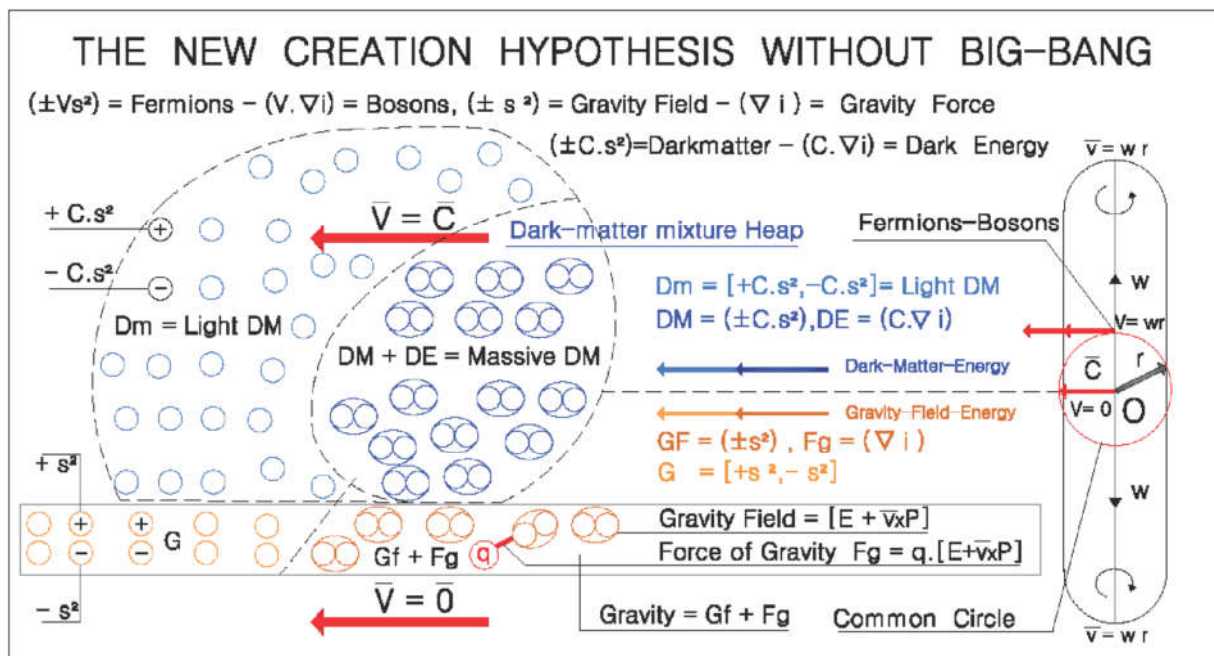 THE NEW CREATION HYPOTHESIS WITHOUT BIG-BANG
(±Vs²) = Fermions - (V.∇i) = Bosons, (± s²) = Gravity Field - (∇ i) = Gravity Force
(±C.s²)=Darkmatter - (C.∇i) = Dark Energy
v̅ = w r
+ C.s²
+
V̅ = C̅
Dark-matter mixture Heap
Fermions-Bosons
- C.s²
−
Dm = Light DM
Dm = [+C.s²,-C.s²]= Light DM
w
DM = (±C.s²),DE = (C.∇ i)
V= wr
DM + DE = Massive DM
Dark-Matter-Energy
C̅
r
V= 0
O
Gravity-Field-Energy
GF = (±s²) , Fg = (∇ i)
+ s²
G = [+s ²,- s²]
w
+ +
G
− −
Gf + Fg
q
Gravity Field = [E + v̅xP]
Force of Gravity Fg = q.[E+v̅xP]
- s²
V̅ = 0̅
Gravity = Gf + Fg
Common Circle
v̅ = w r